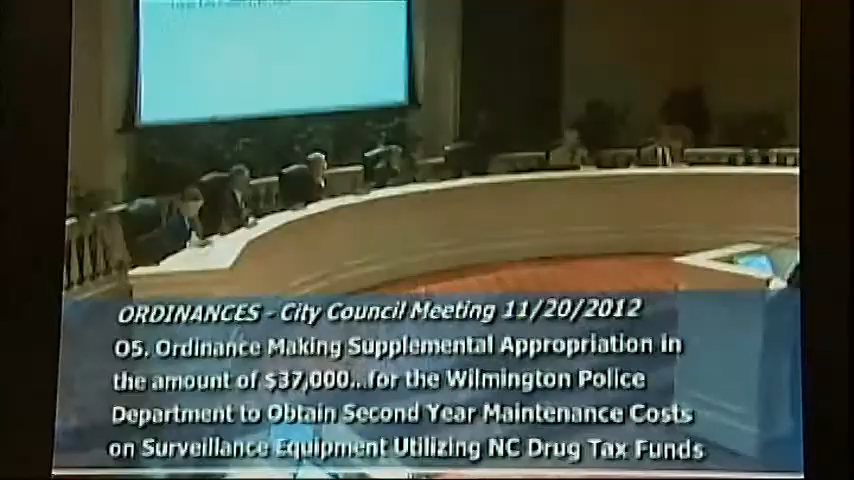 ORDINANCES - City Council Meeting 11/20/2012
O5. Ordinance Making Supplemental Appropriation in
the amount of $37,000...for the Wilmington Police
Department to Obtain Second Year Maintenance Costs
on Surveillance Equipment Utilizing NC Drug Tax Funds